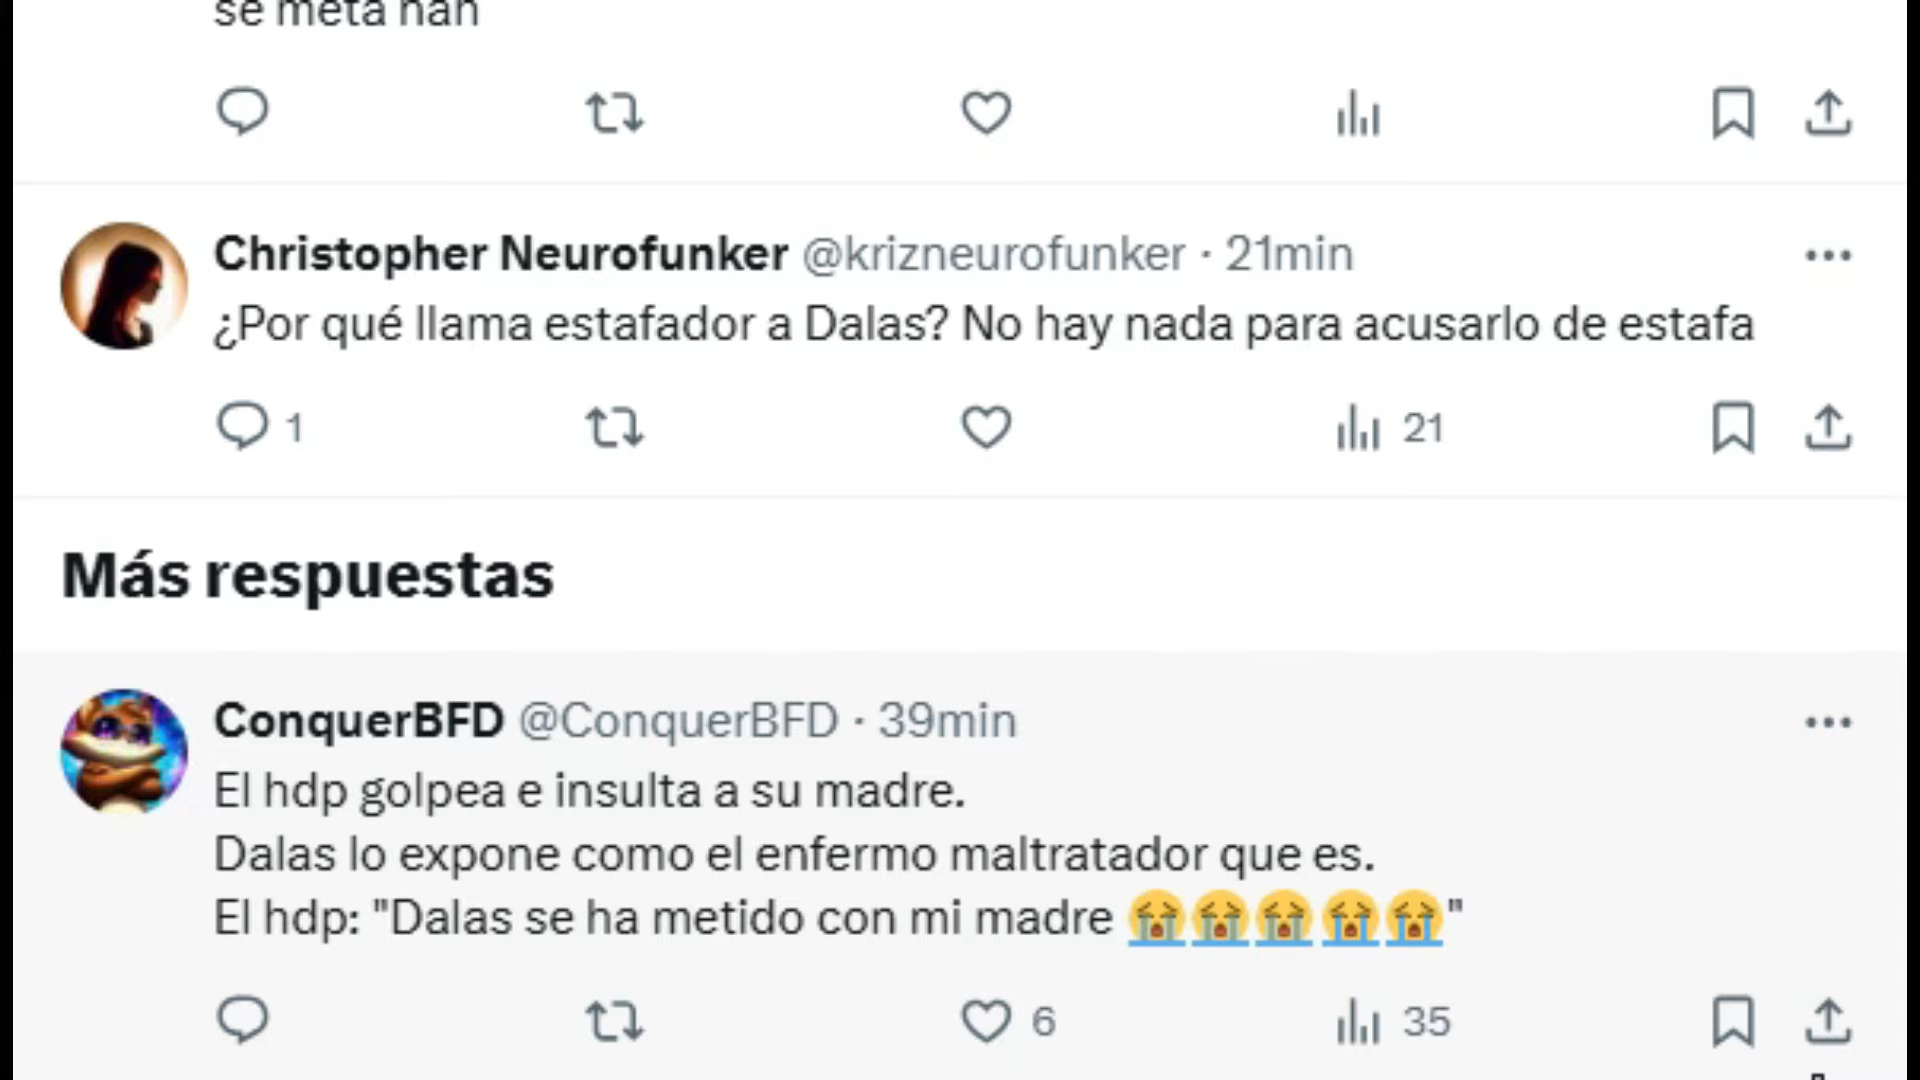 se meta nah
Christopher Neurofunker @krizneurofunker · 21min
¿Por qué llama estafador a Dalas? No hay nada para acusarlo de estafa
1 21
Más respuestas
ConquerBFD @ConquerBFD · 39min
El hdp golpea e insulta a su madre.
Dalas lo expone como el enfermo maltratador que es.
El hdp: "Dalas se ha metido con mi madre 😭😭😭😭😭"
6 35